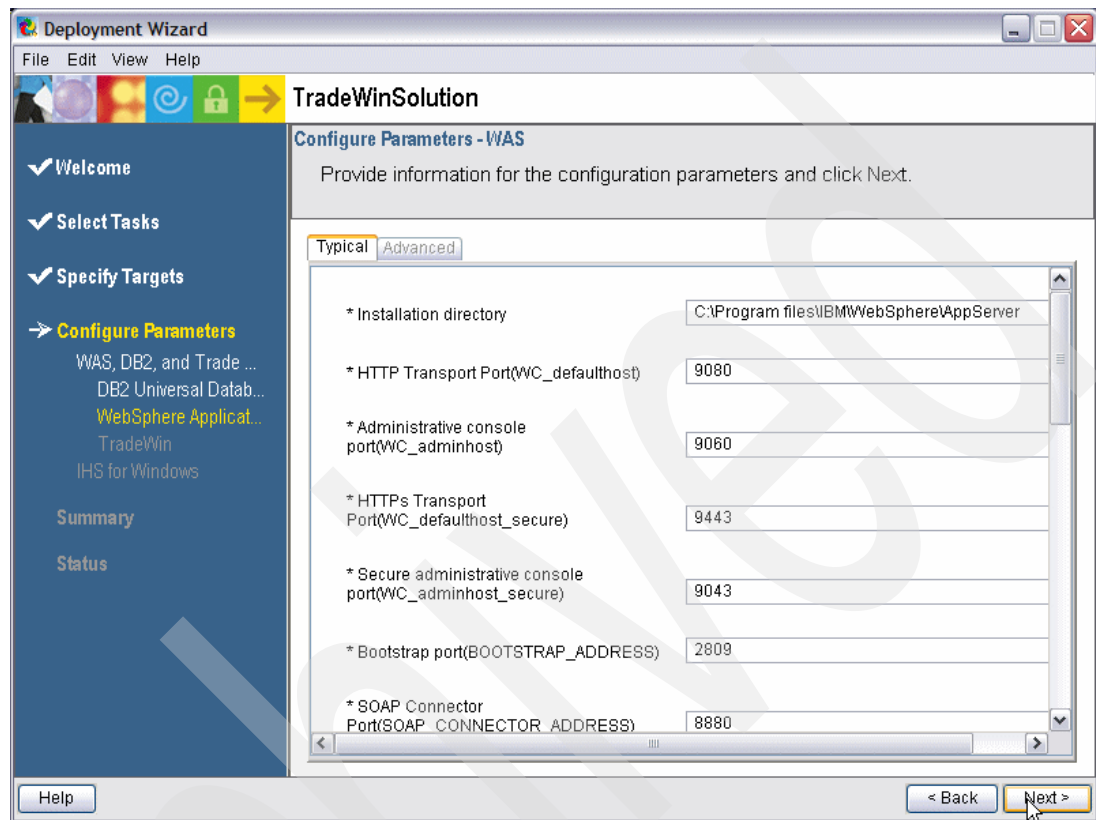 Deployment Wizard
File Edit View Help
TradeWinSolution
Configure Parameters - WAS
Provide information for the configuration parameters and click Next.
Welcome
Select Tasks
Specify Targets
Configure Parameters
WAS, DB2, and Trade ...
DB2 Universal Datab...
WebSphere Applicat...
TradeWin
IHS for Windows
Summary
Status
Typical Advanced
* Installation directory C:\Program files\IBM\WebSphere\AppServer
* HTTP Transport Port(WC_defaulthost) 9080
* Administrative console
port(WC_adminhost) 9060
* HTTPs Transport
Port(WC_defaulthost_secure) 9443
* Secure administrative console
port(WC_adminhost_secure) 9043
* Bootstrap port(BOOTSTRAP_ADDRESS) 2809
* SOAP Connector
Port(SOAP_CONNECTOR_ADDRESS) 8880
Help < Back Next >